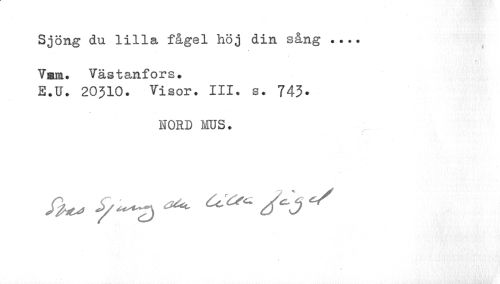 Sjöng du lilla fågel höj din sång ....
Vmm. Västanfors.
E.U. 20310. Visor. III. s. 743.
NORD MUS.
Svas Sjung du lilla fågel